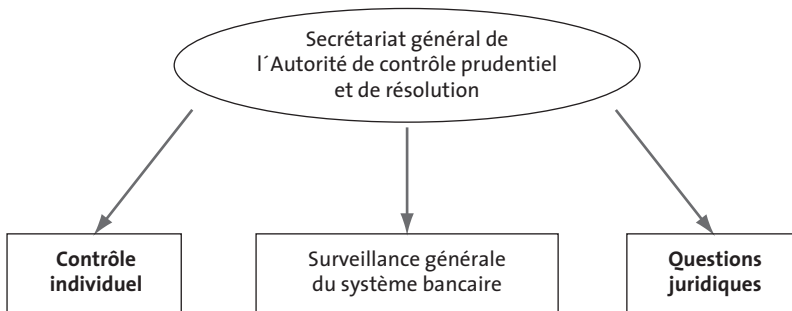 Secrétariat général de
l´Autorité de contrôle prudentiel
et de résolution
Contrôle
individuel
Surveillance générale
du système bancaire
Questions
juridiques